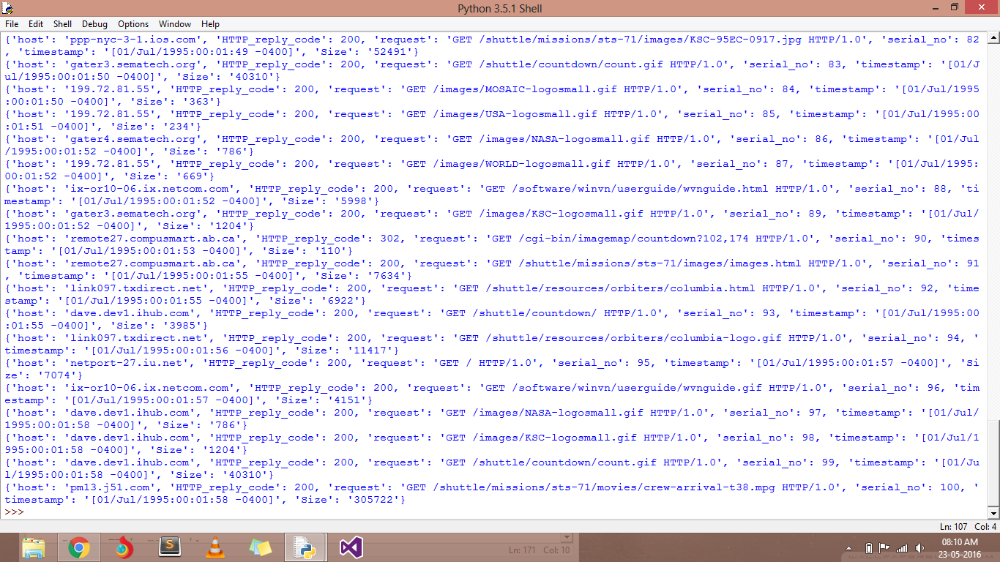 Python 3.5.1 Shell
File Edit Shell Debug Options Window Help
{'host': 'ppp-nyc-3-1.ios.com', 'HTTP_reply_code': 200, 'request': 'GET /shuttle/missions/sts-71/images/KSC-95EC-0917.jpg HTTP/1.0', 'serial_no': 82
, 'timestamp': '[01/Jul/1995:00:01:49 -0400]', 'Size': '52491'}
{'host': 'gater3.sematech.org', 'HTTP_reply_code': 200, 'request': 'GET /shuttle/countdown/count.gif HTTP/1.0', 'serial_no': 83, 'timestamp': '[01/J
ul/1995:00:01:50 -0400]', 'Size': '40310'}
{'host': '199.72.81.55', 'HTTP_reply_code': 200, 'request': 'GET /images/MOSAIC-logosmall.gif HTTP/1.0', 'serial_no': 84, 'timestamp': '[01/Jul/1995
:00:01:50 -0400]', 'Size': '363'}
{'host': '199.72.81.55', 'HTTP_reply_code': 200, 'request': 'GET /images/USA-logosmall.gif HTTP/1.0', 'serial_no': 85, 'timestamp': '[01/Jul/1995:00
:01:51 -0400]', 'Size': '234'}
{'host': 'gater4.sematech.org', 'HTTP_reply_code': 200, 'request': 'GET /images/NASA-logosmall.gif HTTP/1.0', 'serial_no': 86, 'timestamp': '[01/Jul
/1995:00:01:52 -0400]', 'Size': '786'}
{'host': '199.72.81.55', 'HTTP_reply_code': 200, 'request': 'GET /images/WORLD-logosmall.gif HTTP/1.0', 'serial_no': 87, 'timestamp': '[01/Jul/1995:
00:01:52 -0400]', 'Size': '669'}
{'host': 'ix-or10-06.ix.netcom.com', 'HTTP_reply_code': 200, 'request': 'GET /software/winvn/userguide/wvnguide.html HTTP/1.0', 'serial_no': 88, 'ti
mestamp': '[01/Jul/1995:00:01:52 -0400]', 'Size': '5998'}
{'host': 'gater3.sematech.org', 'HTTP_reply_code': 200, 'request': 'GET /images/KSC-logosmall.gif HTTP/1.0', 'serial_no': 89, 'timestamp': '[01/Jul/
1995:00:01:52 -0400]', 'Size': '1204'}
{'host': 'remote27.compusmart.ab.ca', 'HTTP_reply_code': 302, 'request': 'GET /cgi-bin/imagemap/countdown?102,174 HTTP/1.0', 'serial_no': 90, 'times
tamp': '[01/Jul/1995:00:01:53 -0400]', 'Size': '110'}
{'host': 'remote27.compusmart.ab.ca', 'HTTP_reply_code': 200, 'request': 'GET /shuttle/missions/sts-71/images/images.html HTTP/1.0', 'serial_no': 91
, 'timestamp': '[01/Jul/1995:00:01:55 -0400]', 'Size': '7634'}
{'host': 'link097.txdirect.net', 'HTTP_reply_code': 200, 'request': 'GET /shuttle/resources/orbiters/columbia.html HTTP/1.0', 'serial_no': 92, 'time
stamp': '[01/Jul/1995:00:01:55 -0400]', 'Size': '6922'}
{'host': 'dave.dev1.ihub.com', 'HTTP_reply_code': 200, 'request': 'GET /shuttle/countdown/ HTTP/1.0', 'serial_no': 93, 'timestamp': '[01/Jul/1995:00
:01:55 -0400]', 'Size': '3985'}
{'host': 'link097.txdirect.net', 'HTTP_reply_code': 200, 'request': 'GET /shuttle/resources/orbiters/columbia-logo.gif HTTP/1.0', 'serial_no': 94, '
timestamp': '[01/Jul/1995:00:01:56 -0400]', 'Size': '11417'}
{'host': 'netport-27.iu.net', 'HTTP_reply_code': 200, 'request': 'GET / HTTP/1.0', 'serial_no': 95, 'timestamp': '[01/Jul/1995:00:01:57 -0400]', 'Si
ze': '7074'}
{'host': 'ix-or10-06.ix.netcom.com', 'HTTP_reply_code': 200, 'request': 'GET /software/winvn/userguide/wvnguide.gif HTTP/1.0', 'serial_no': 96, 'tim
estamp': '[01/Jul/1995:00:01:57 -0400]', 'Size': '4151'}
{'host': 'dave.dev1.ihub.com', 'HTTP_reply_code': 200, 'request': 'GET /images/NASA-logosmall.gif HTTP/1.0', 'serial_no': 97, 'timestamp': '[01/Jul/
1995:00:01:58 -0400]', 'Size': '786'}
{'host': 'dave.dev1.ihub.com', 'HTTP_reply_code': 200, 'request': 'GET /images/KSC-logosmall.gif HTTP/1.0', 'serial_no': 98, 'timestamp': '[01/Jul/1
995:00:01:58 -0400]', 'Size': '1204'}
{'host': 'dave.dev1.ihub.com', 'HTTP_reply_code': 200, 'request': 'GET /shuttle/countdown/count.gif HTTP/1.0', 'serial_no': 99, 'timestamp': '[01/Ju
l/1995:00:01:58 -0400]', 'Size': '40310'}
{'host': 'pm13.j51.com', 'HTTP_reply_code': 200, 'request': 'GET /shuttle/missions/sts-71/movies/crew-arrival-t38.mpg HTTP/1.0', 'serial_no': 100, '
timestamp': '[01/Jul/1995:00:01:58 -0400]', 'Size': '305722'}
>>>
Ln: 107 Col: 4
Ln: 171 Col: 10
08:10 AM
23-05-2016